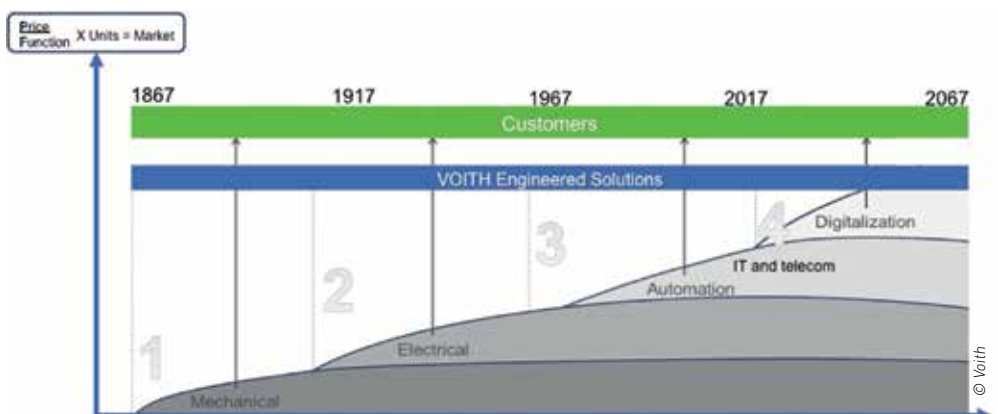 Price
Function X Units = Market
1867 1917 1967 2017 2067
Customers
VOITH Engineered Solutions
1
2
3
4
Digitalization
IT and telecom
Automation
Electrical
Mechanical
© Voith